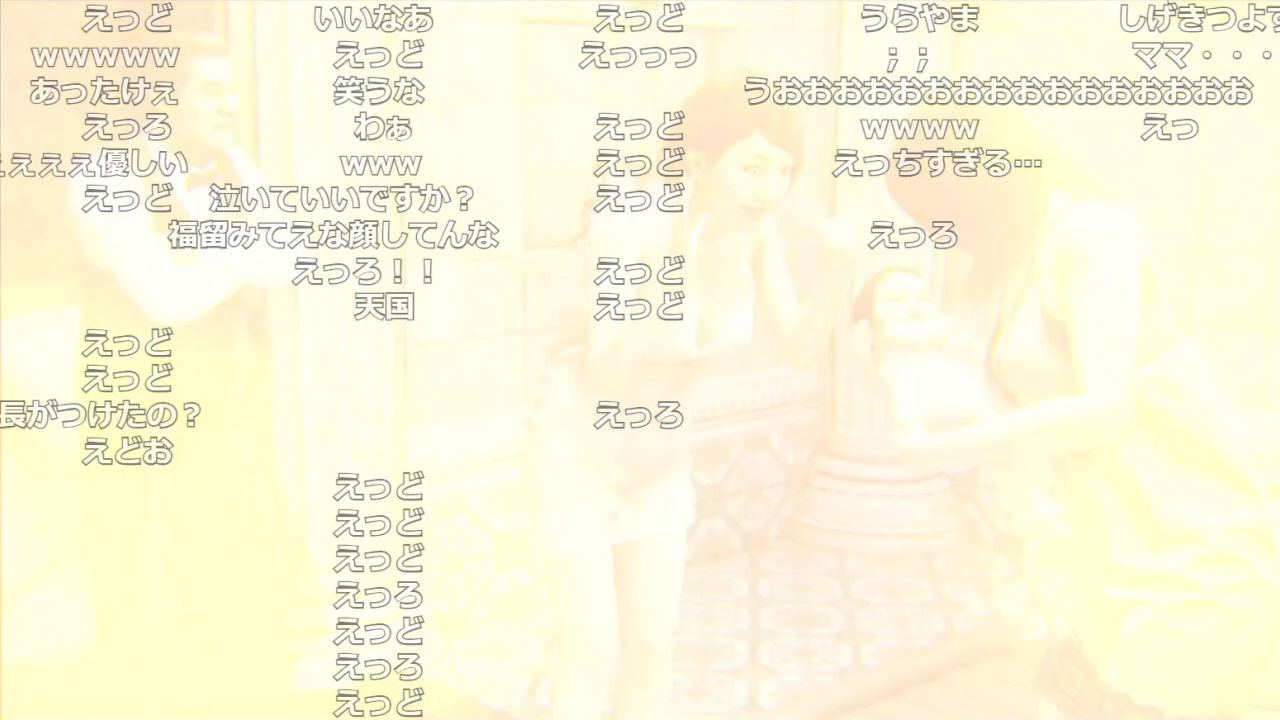 えっど いいなあ えっど うらやま しげきつよす
wwwww えっど えっっっ ；； ママ・・・
あったけぇ 笑うな うおおおおおおおおおおおおおおおお
えっろ わぁ えっど wwww えっ
ぇぇぇぇ優しい www えっど えっちすぎる…
えっど 泣いていいですか？ えっど
福留みてえな顔してんな えっろ
えっろ！！ えっど
天国 えっど
えっど
えっど
長がつけたの？ えっろ
えどお
えっど
えっど
えっど
えっろ
えっど
えっろ
えっど